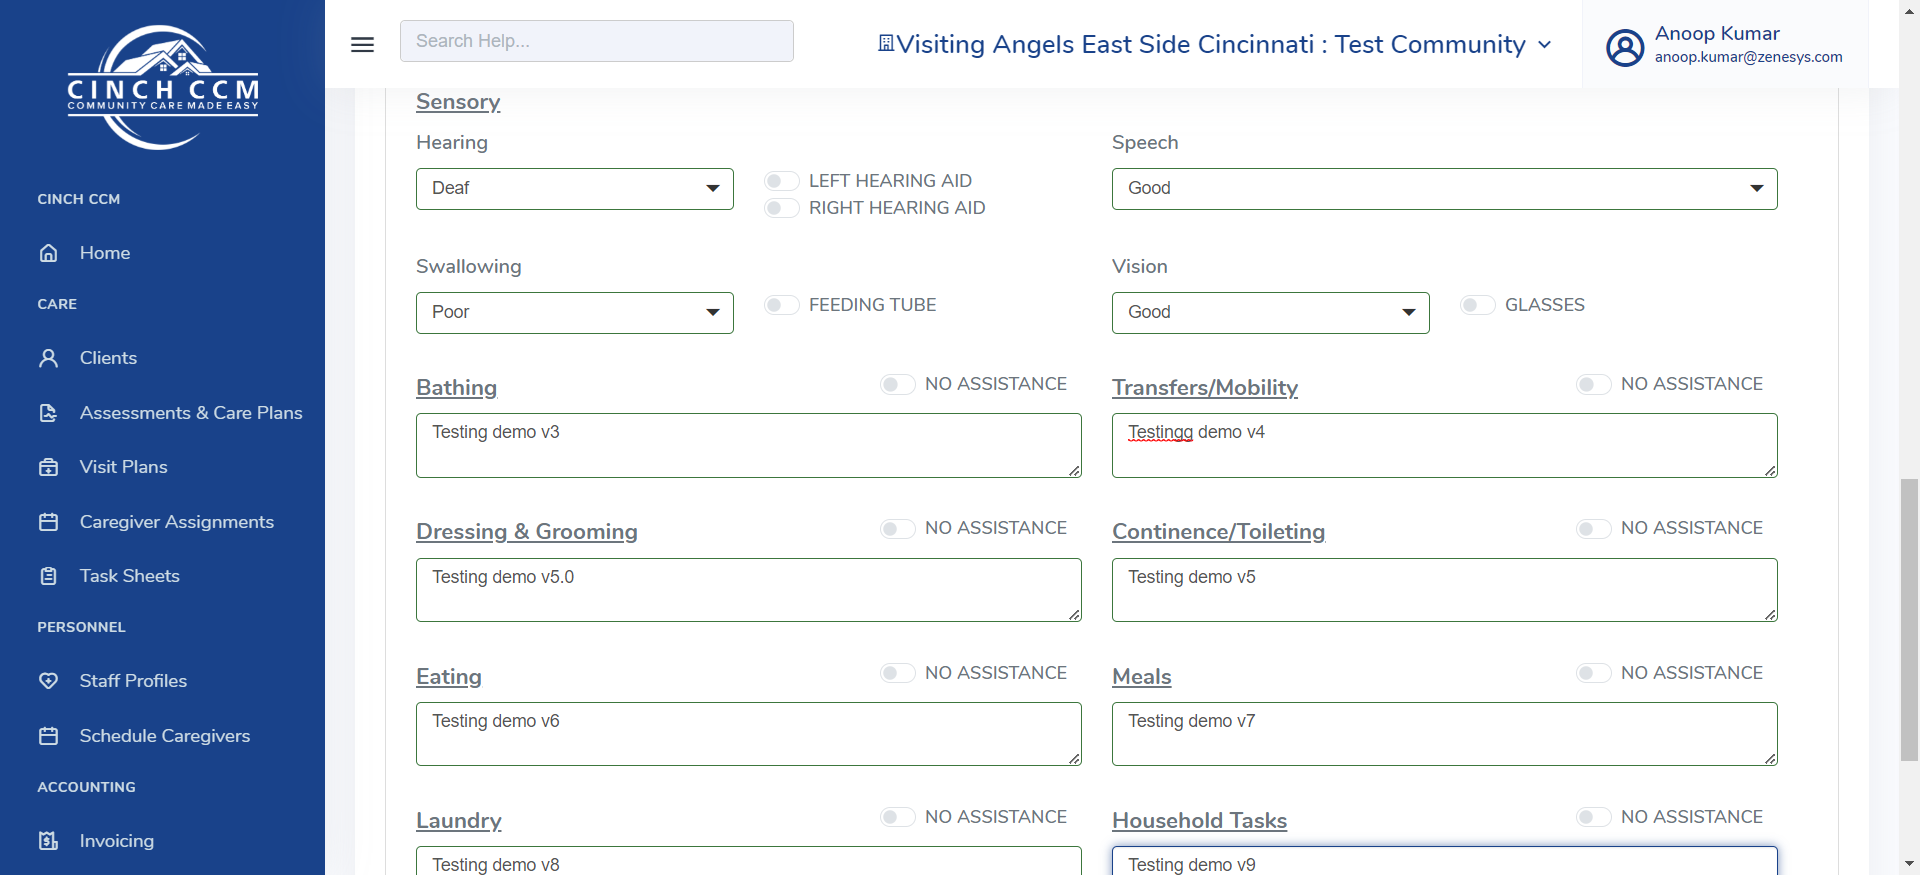 CINCH CCM
COMMUNITY CARE MADE EASY
CINCH CCM
Home
CARE
Clients
Assessments & Care Plans
Visit Plans
Caregiver Assignments
Task Sheets
PERSONNEL
Staff Profiles
Schedule Caregivers
ACCOUNTING
Invoicing
Search Help...
Visiting Angels East Side Cincinnati : Test Community
Anoop Kumar
anoop.kumar@zenesys.com
Sensory
Hearing
Speech
Deaf
LEFT HEARING AID
RIGHT HEARING AID
Good
Swallowing
Vision
Poor
FEEDING TUBE
Good
GLASSES
Bathing
NO ASSISTANCE
Transfers/Mobility
NO ASSISTANCE
Testing demo v3
Testingg demo v4
Dressing & Grooming
NO ASSISTANCE
Continence/Toileting
NO ASSISTANCE
Testing demo v5.0
Testing demo v5
Eating
NO ASSISTANCE
Meals
NO ASSISTANCE
Testing demo v6
Testing demo v7
Laundry
NO ASSISTANCE
Household Tasks
NO ASSISTANCE
Testing demo v8
Testing demo v9